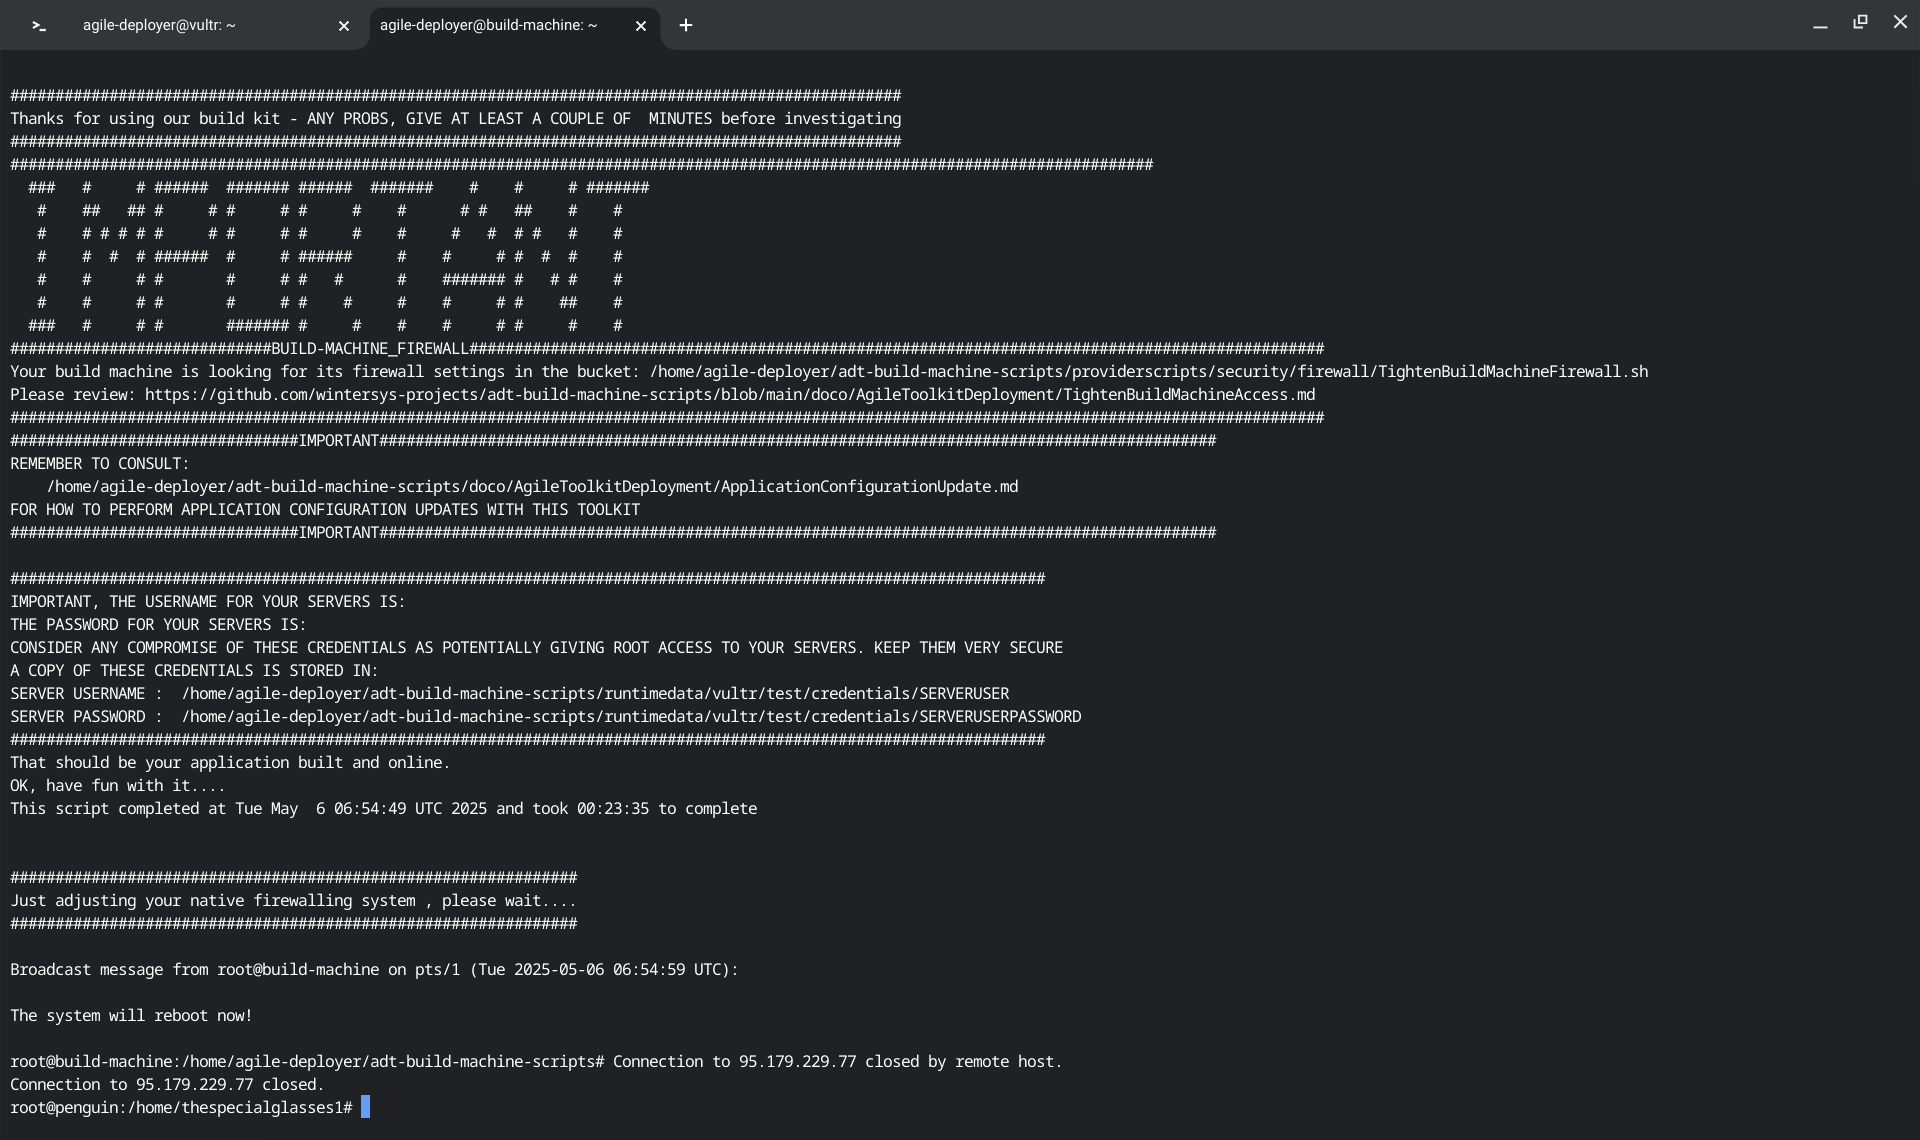 agile-deployer@vultr: ~
agile-deployer@build-machine: ~
###################################################################################################
Thanks for using our build kit - ANY PROBS, GIVE AT LEAST A COUPLE OF  MINUTES before investigating
###################################################################################################
###############################################################################################################################
  ###   #     # ######  ####### ######  #######    #    #     # #######
   #    ##   ## #     # #     # #     #    #      # #   ##    #    #
   #    # # # # #     # #     # #     #    #     #   #  # #   #    #
   #    #  #  # ######  #     # ######     #    #     # #  #  #    #
   #    #     # #       #     # #   #      #    ####### #   # #    #
   #    #     # #       #     # #    #     #    #     # #    ##    #
  ###   #     # #       ####### #     #    #    #     # #     #    #
#############################BUILD-MACHINE_FIREWALL###############################################################################################
Your build machine is looking for its firewall settings in the bucket: /home/agile-deployer/adt-build-machine-scripts/providerscripts/security/firewall/TightenBuildMachineFirewall.sh
Please review: https://github.com/wintersys-projects/adt-build-machine-scripts/blob/main/doco/AgileToolkitDeployment/TightenBuildMachineAccess.md
##################################################################################################################################################
################################IMPORTANT#############################################################################################
REMEMBER TO CONSULT:
    /home/agile-deployer/adt-build-machine-scripts/doco/AgileToolkitDeployment/ApplicationConfigurationUpdate.md
FOR HOW TO PERFORM APPLICATION CONFIGURATION UPDATES WITH THIS TOOLKIT
################################IMPORTANT#############################################################################################
###################################################################################################################
IMPORTANT, THE USERNAME FOR YOUR SERVERS IS:
THE PASSWORD FOR YOUR SERVERS IS:
CONSIDER ANY COMPROMISE OF THESE CREDENTIALS AS POTENTIALLY GIVING ROOT ACCESS TO YOUR SERVERS. KEEP THEM VERY SECURE
A COPY OF THESE CREDENTIALS IS STORED IN:
SERVER USERNAME :  /home/agile-deployer/adt-build-machine-scripts/runtimedata/vultr/test/credentials/SERVERUSER
SERVER PASSWORD :  /home/agile-deployer/adt-build-machine-scripts/runtimedata/vultr/test/credentials/SERVERUSERPASSWORD
###################################################################################################################
That should be your application built and online.
OK, have fun with it....
This script completed at Tue May  6 06:54:49 UTC 2025 and took 00:23:35 to complete
###############################################################
Just adjusting your native firewalling system , please wait....
###############################################################
Broadcast message from root@build-machine on pts/1 (Tue 2025-05-06 06:54:59 UTC):
The system will reboot now!
root@build-machine:/home/agile-deployer/adt-build-machine-scripts# Connection to 95.179.229.77 closed by remote host.
Connection to 95.179.229.77 closed.
root@penguin:/home/thespecialglasses1#